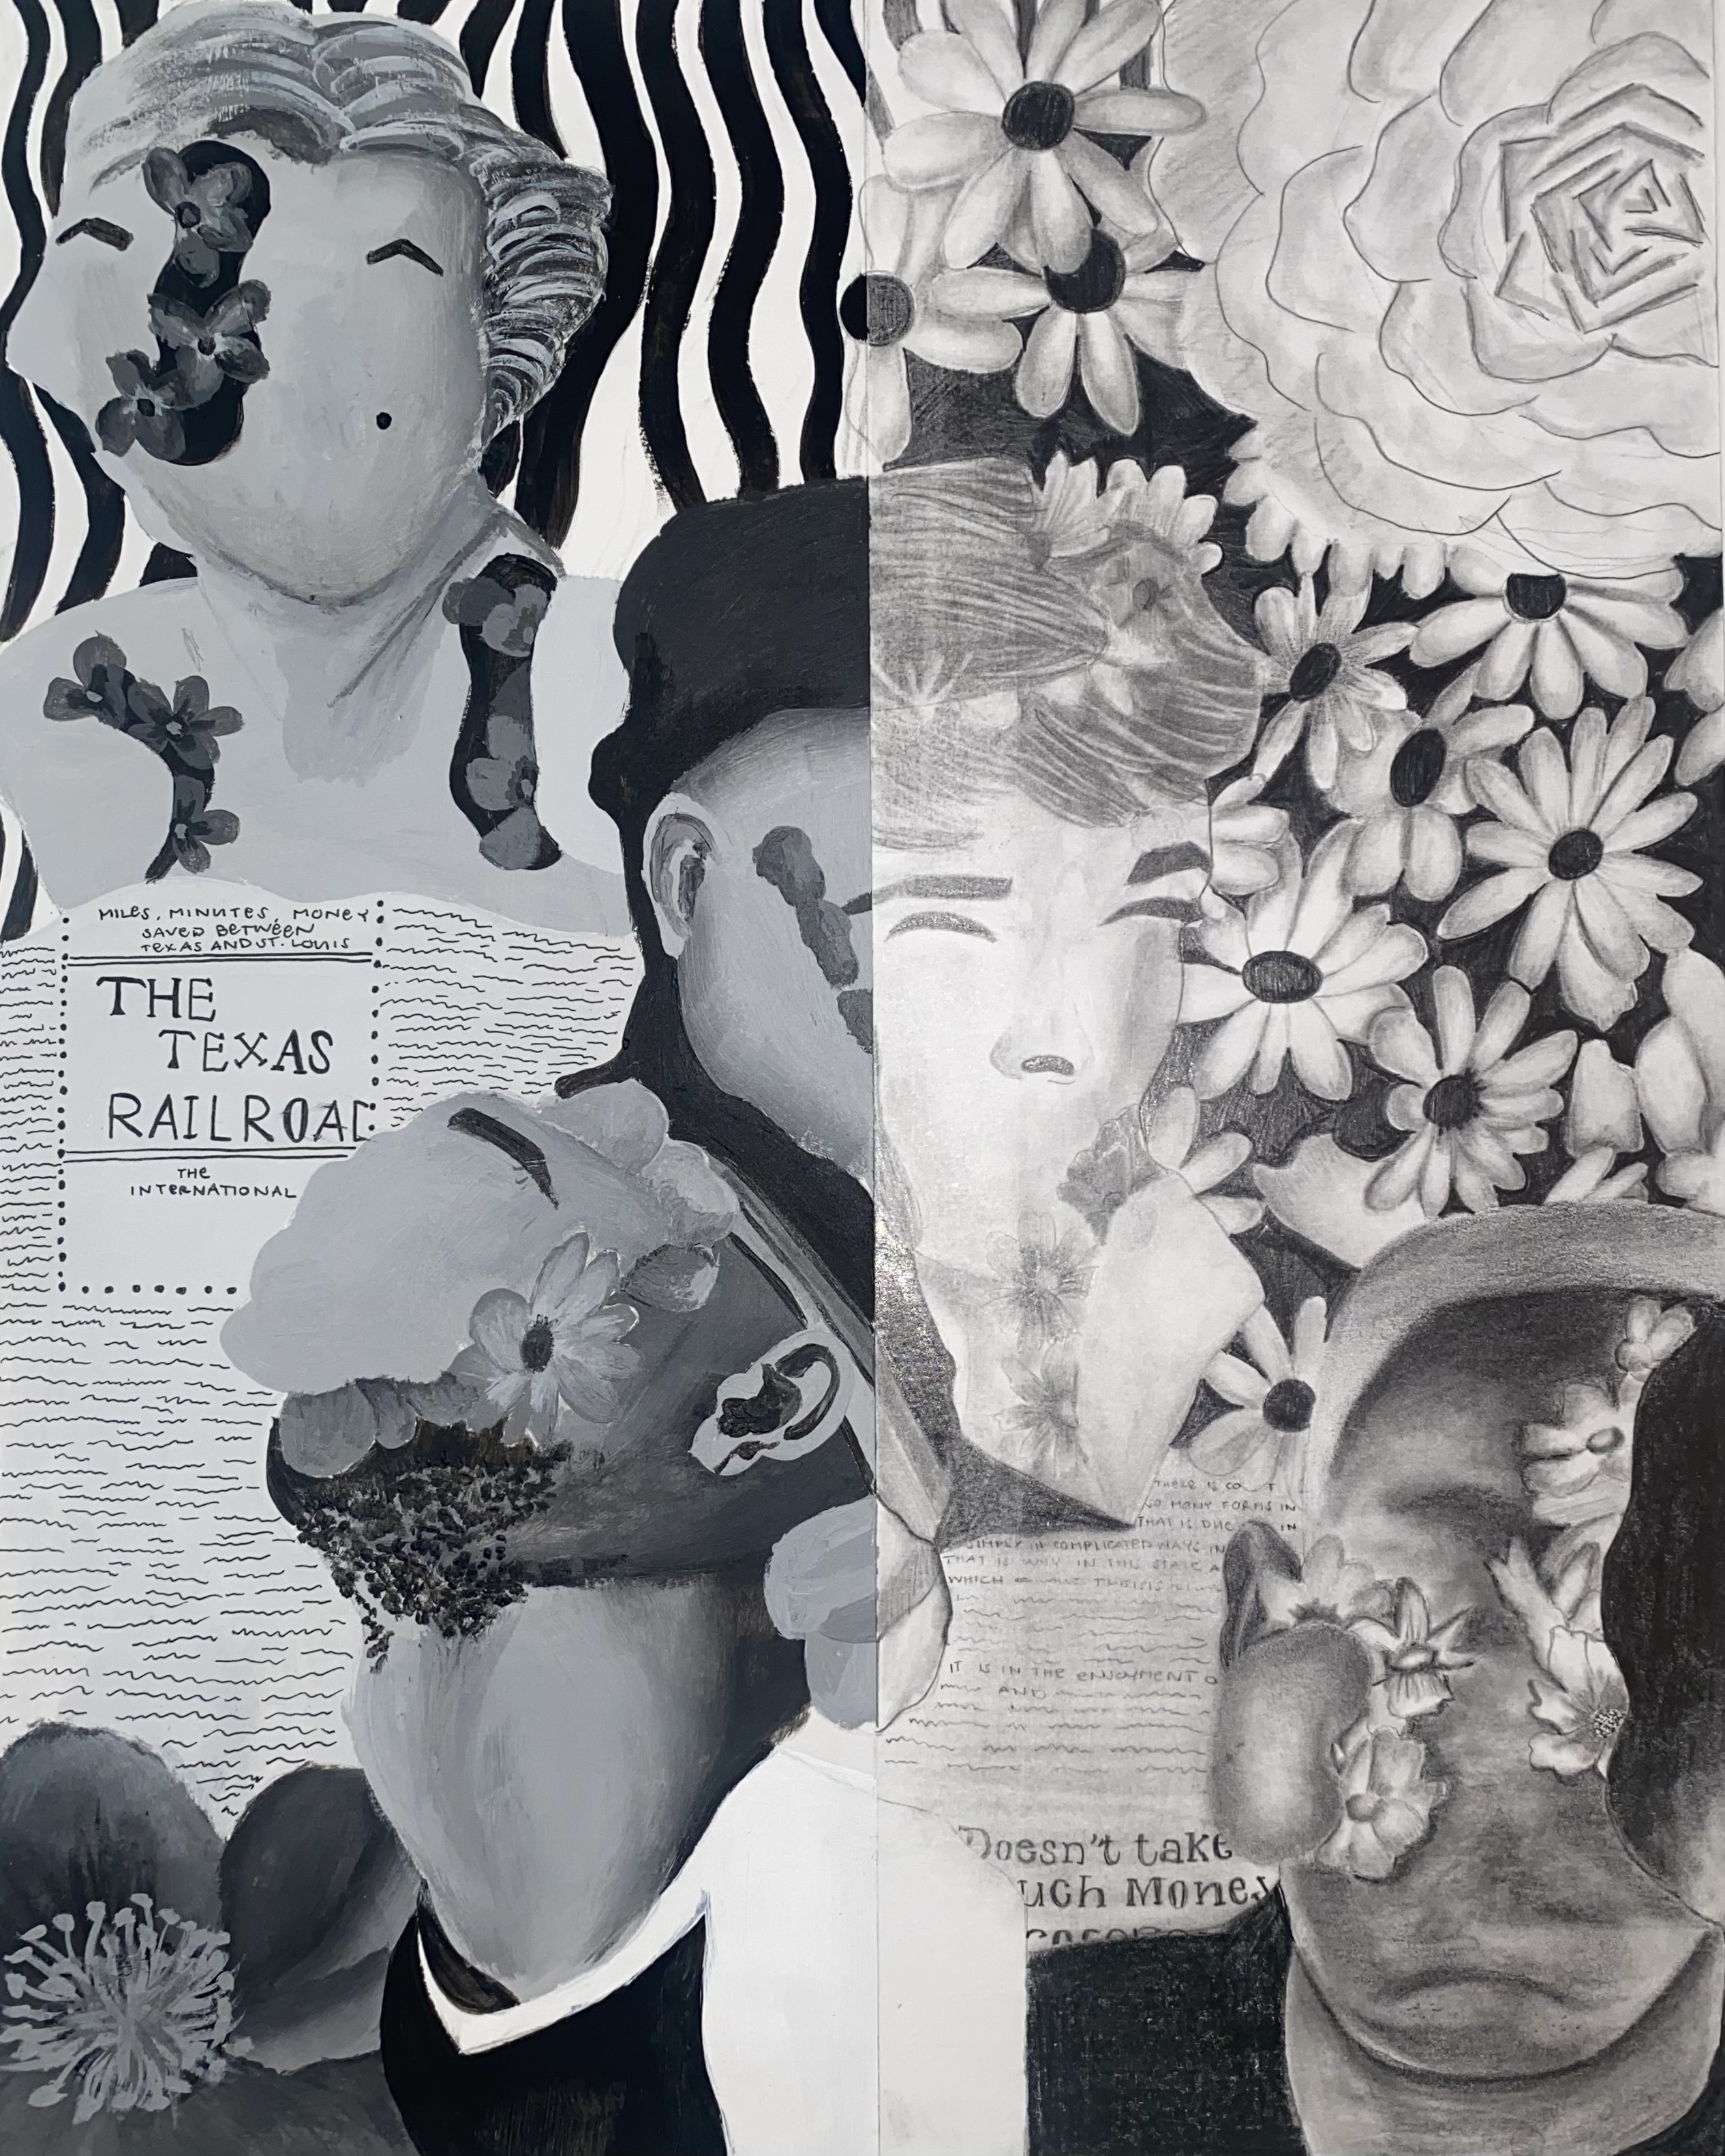 MILES, MINUTES, MONEY
SAVED BETWEEN
TEXAS AND ST. LOUIS
THE
TEXAS
RAILROAD
THE
INTERNATIONAL
THERE IS
SO MANY FORMS IN
THAT IS IN
SIMPLY IN COMPLICATED WAYS IN
THAT IS WHY IN THIS STATE A
WHICH THESIS
IT IS IN THE ENJOYMENT O
AND
Doesn't take
uch Money